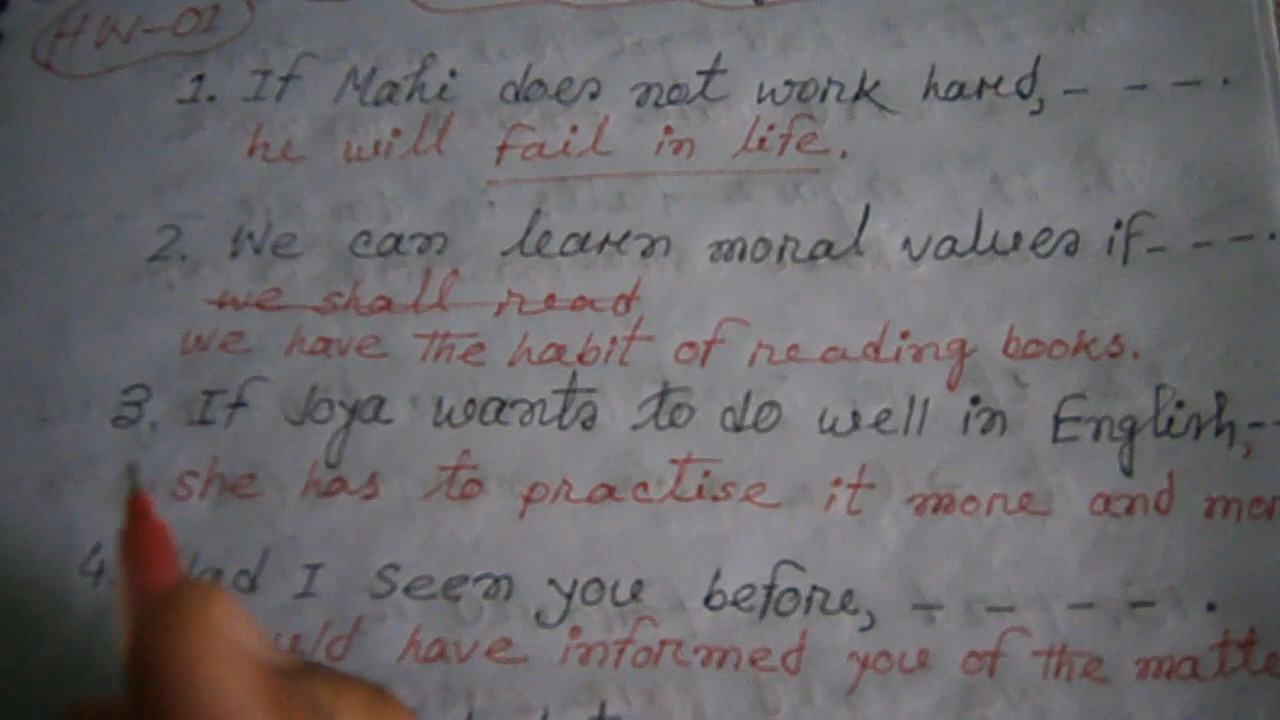 HW-01
1. If Mahi does not work hard, - - - .
he will fail in life.
2. We can learn moral values if - - - .
we shall read
we have the habit of reading books.
3. If Joya wants to do well in English, - -
she has to practise it more and
4. Had I seen you before, - - - - .
have informed you of the